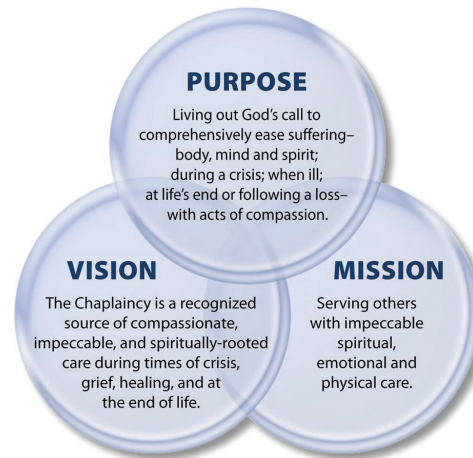 PURPOSE
Living out God's call to
comprehensively ease suffering–
body, mind and spirit;
during a crisis; when ill;
at life's end or following a loss–
with acts of compassion.
VISION
The Chaplaincy is a recognized
source of compassionate,
impeccable, and spiritually-rooted
care during times of crisis,
grief, healing, and at
the end of life.
MISSION
Serving others
with impeccable
spiritual,
emotional and
physical care.